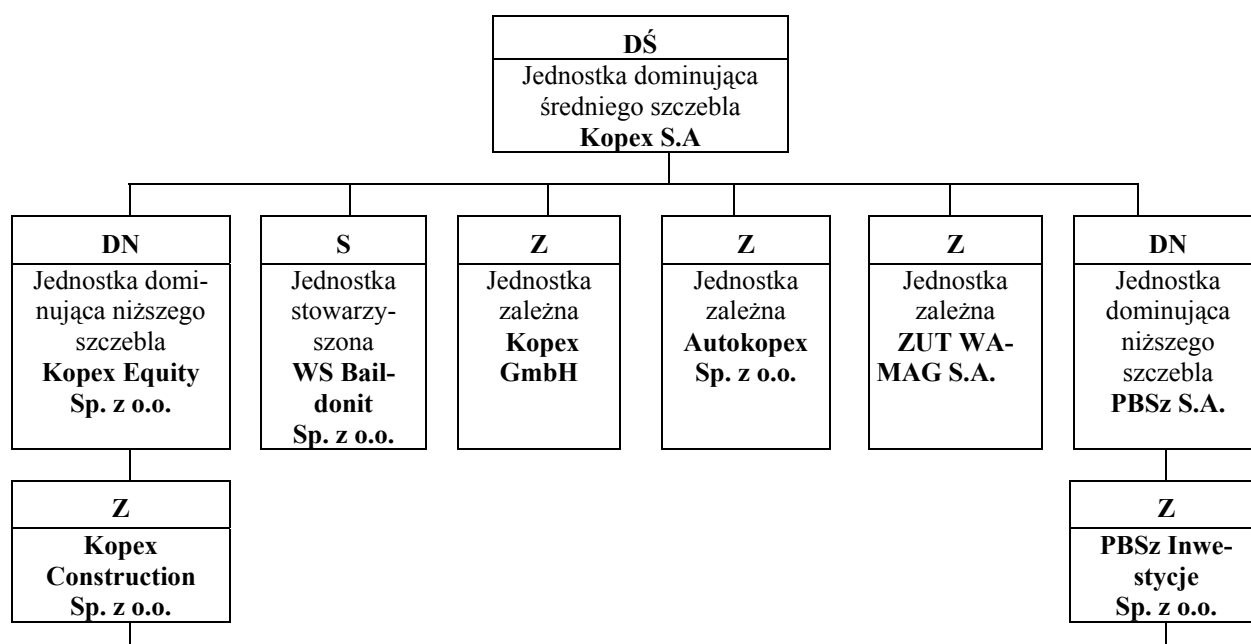 DŚ
Jednostka dominująca
średniego szczebla
Kopex S.A
DN
Jednostka domi-
nująca niższego
szczebla
Kopex Equity
Sp. z o.o.
S
Jednostka
stowarzy-
szona
WS Bail-
donit
Sp. z o.o.
Z
Jednostka
zależna
Kopex
GmbH
Z
Jednostka
zależna
Autokopex
Sp. z o.o.
Z
Jednostka
zależna
ZUT WA-
MAG S.A.
DN
Jednostka
dominująca
niższego
szczebla
PBSz S.A.
Z
Kopex
Construction
Sp. z o.o.
Z
PBSz Inwe-
stycje
Sp. z o.o.